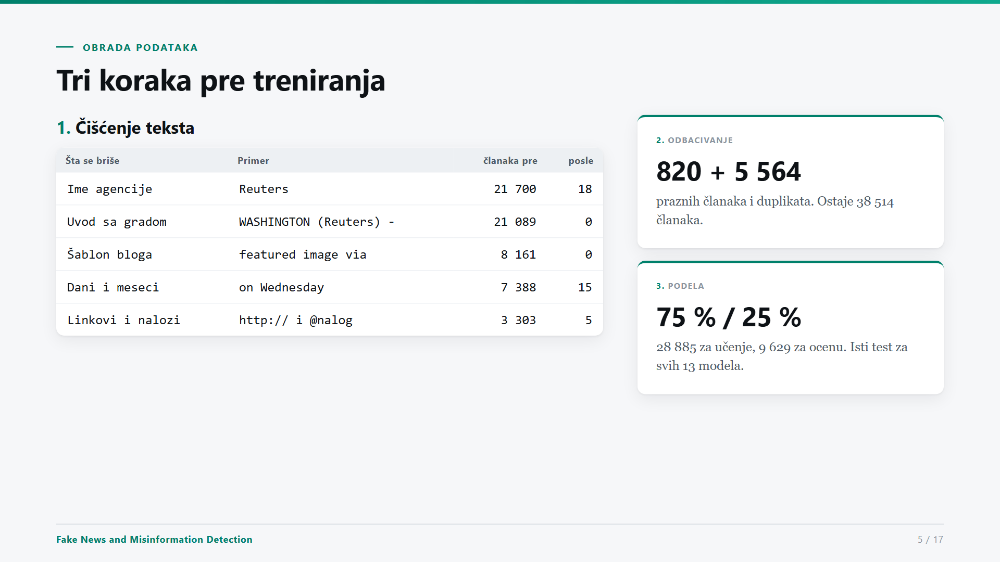 OBRADA PODATAKA
Tri koraka pre treniranja
1. Čišćenje teksta
Šta se briše Primer članaka pre posle
Ime agencije Reuters 21 700 18
Uvod sa gradom WASHINGTON (Reuters) - 21 089 0
Šablon bloga featured image via 8 161 0
Dani i meseci on Wednesday 7 388 15
Linkovi i nalozi http:// i @nalog 3 303 5
2. ODBACIVANJE
820 + 5 564
praznih članaka i duplikata. Ostaje 38 514
članaka.
3. PODELA
75 % / 25 %
28 885 za učenje, 9 629 za ocenu. Isti test za
svih 13 modela.
Fake News and Misinformation Detection
5 / 17